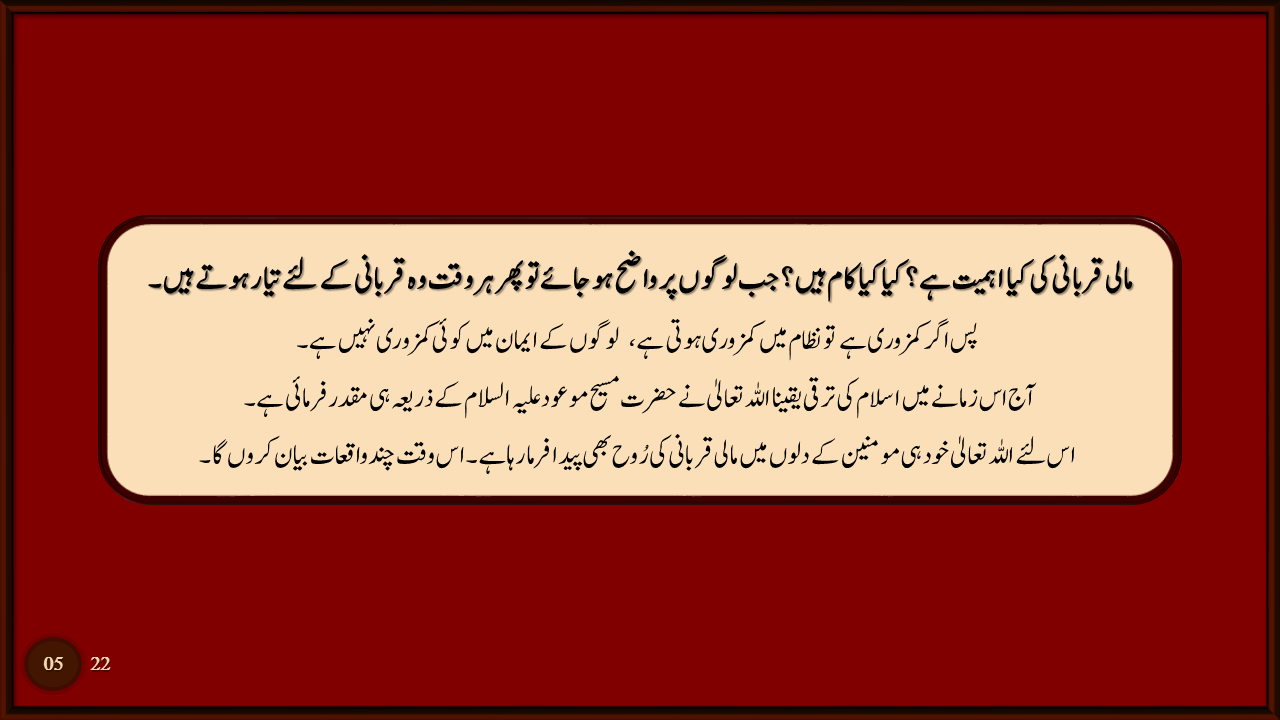 مالی قربانی کی کیا اہمیت ہے؟ کیا کیا کام ہیں؟ جب لوگوں پر واضح ہو جائے تو پھر ہر وقت وہ قربانی کے لئے تیار ہوتے ہیں۔
پس اگر کمزوری ہے تو نظام میں کمزوری ہوتی ہے، لوگوں کے ایمان میں کوئی کمزوری نہیں ہے۔
آج اس زمانے میں اسلام کی ترقی یقینا اللہ تعالیٰ نے حضرت مسیح موعود علیہ السلام کے ذریعہ ہی مقدر فرمائی ہے۔
اس لئے اللہ تعالیٰ خود ہی مومنین کے دلوں میں مالی قربانی کی رُوح بھی پیدا فرما رہا ہے۔ اس وقت چند واقعات بیان کروں گا۔
05 22